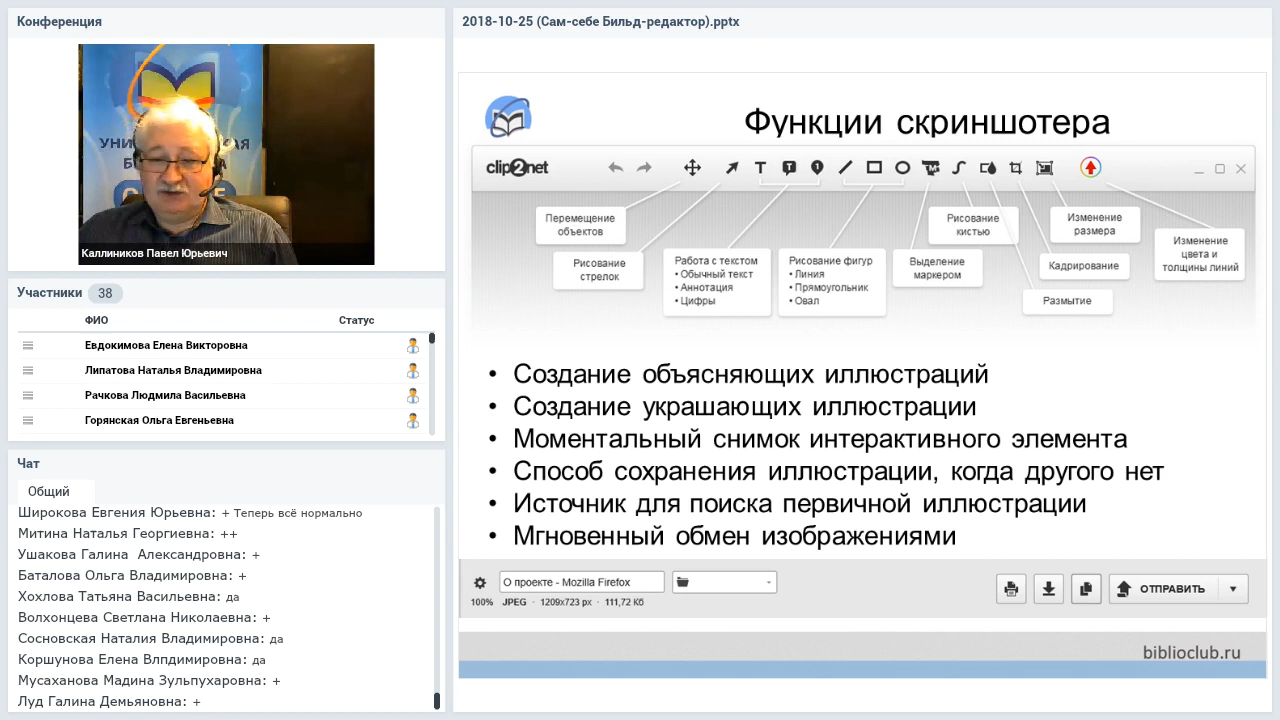 Конференция
УНИ
АЯ
Б
Каллиников Павел Юрьевич
Участники 38
ФИО Статус
Евдокимова Елена Викторовна
Липатова Наталья Владимировна
Рачкова Людмила Васильевна
Горянская Ольга Евгеньевна
Чат
Общий
Широкова Евгения Юрьевна: + Теперь всё нормально
Митина Наталья Георгиевна: ++
Ушакова Галина Александровна: +
Баталова Ольга Владимировна: +
Хохлова Татьяна Васильевна: да
Волхонцева Светлана Николаевна: +
Сосновская Наталия Владимировна: да
Коршунова Елена Влпдимировна: да
Мусаханова Мадина Зульпухаровна: +
Луд Галина Демьяновна: +
2018-10-25 (Сам-себе Бильд-редактор).pptx
Функции скриншотера
clip2net
Перемещение
объектов
Рисование
стрелок
Работа с текстом
• Обычный текст
• Аннотация
• Цифры
Рисование фигур
• Линия
• Прямоугольник
• Овал
Выделение
маркером
Рисование
кистью
Размытие
Кадрирование
Изменение
размера
Изменение
цвета и
толщины линий
• Создание объясняющих иллюстраций
• Создание украшающих иллюстрации
• Моментальный снимок интерактивного элемента
• Способ сохранения иллюстрации, когда другого нет
• Источник для поиска первичной иллюстрации
• Мгновенный обмен изображениями
О проекте - Mozilla Firefox
100% JPEG · 1209x723 px · 111,72 Кб
ОТПРАВИТЬ
biblioclub.ru